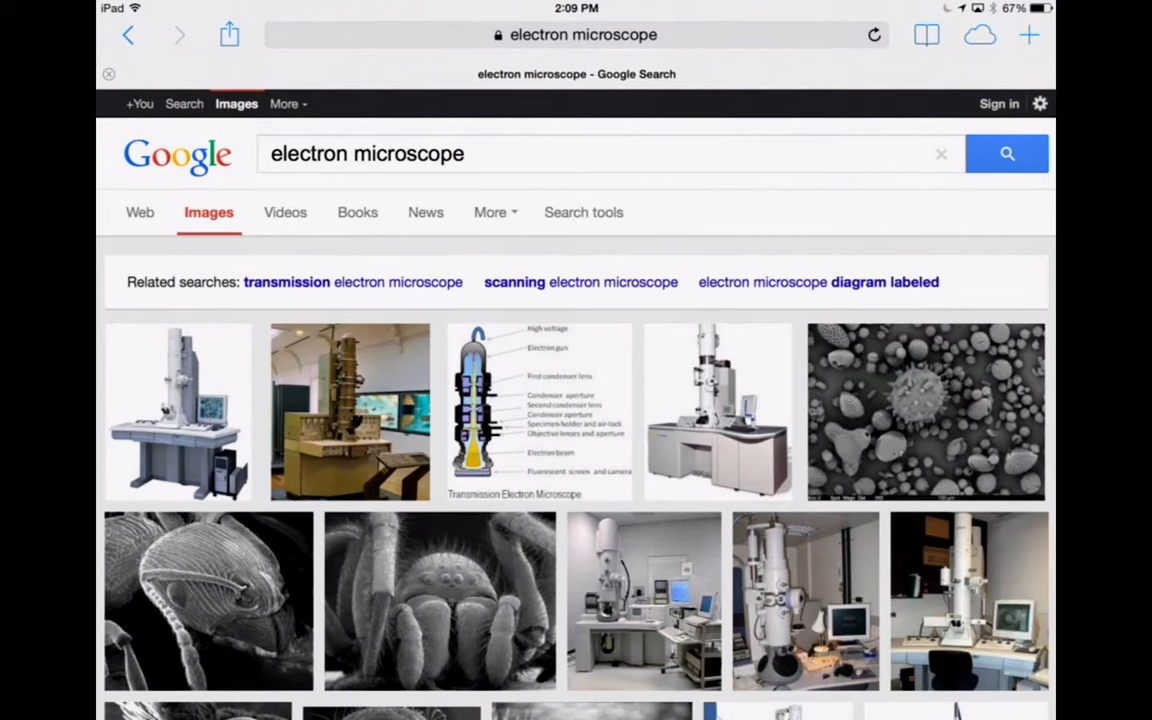 iPad 2:09 PM 67%
electron microscope
electron microscope - Google Search
+You Search Images More Sign in
Google electron microscope
Web Images Videos Books News More Search tools
Related searches: transmission electron microscope scanning electron microscope electron microscope diagram labeled
High voltage
Electron gun
First condenser lens
Condenser aperture
Second condenser lens
Condenser aperture
Specimen holder and air-lock
Objective lenses and aperture
Electron beam
Fluorescent screen and camera
Transmission Electron Microscope